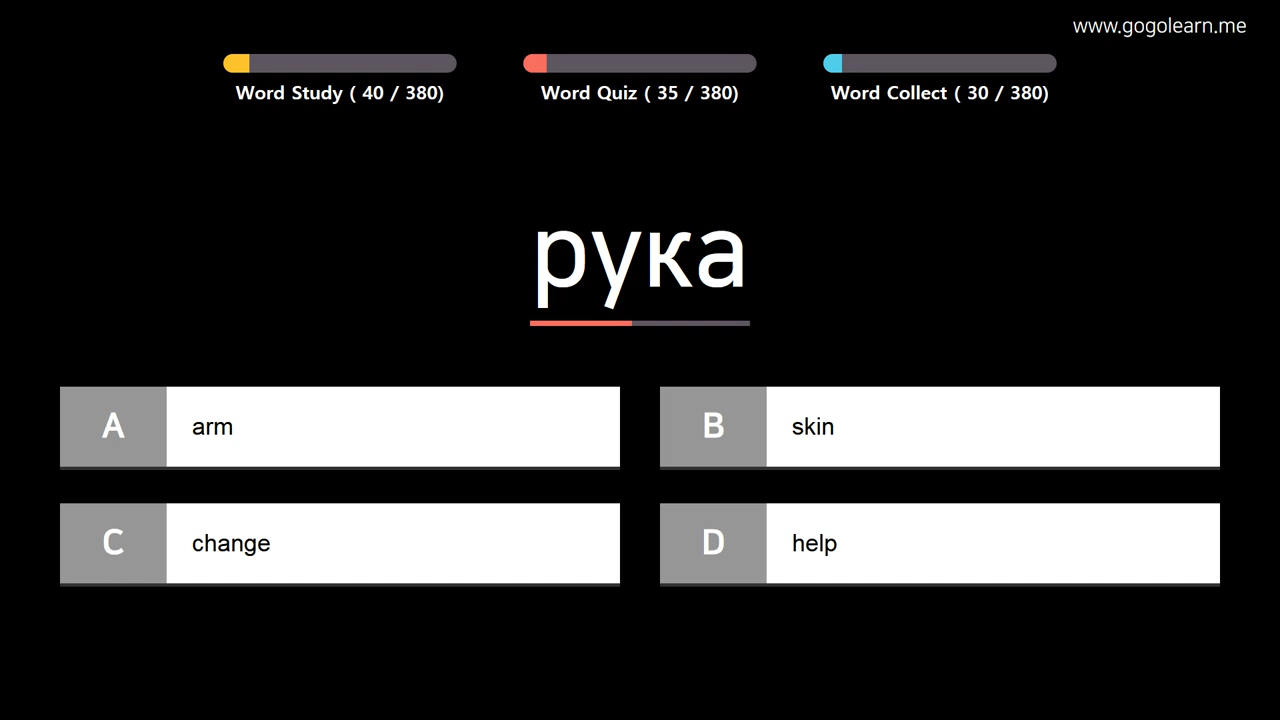 www.gogolearn.me
Word Study ( 40 / 380)
Word Quiz ( 35 / 380)
Word Collect ( 30 / 380)
рука
A
arm
B
skin
C
change
D
help